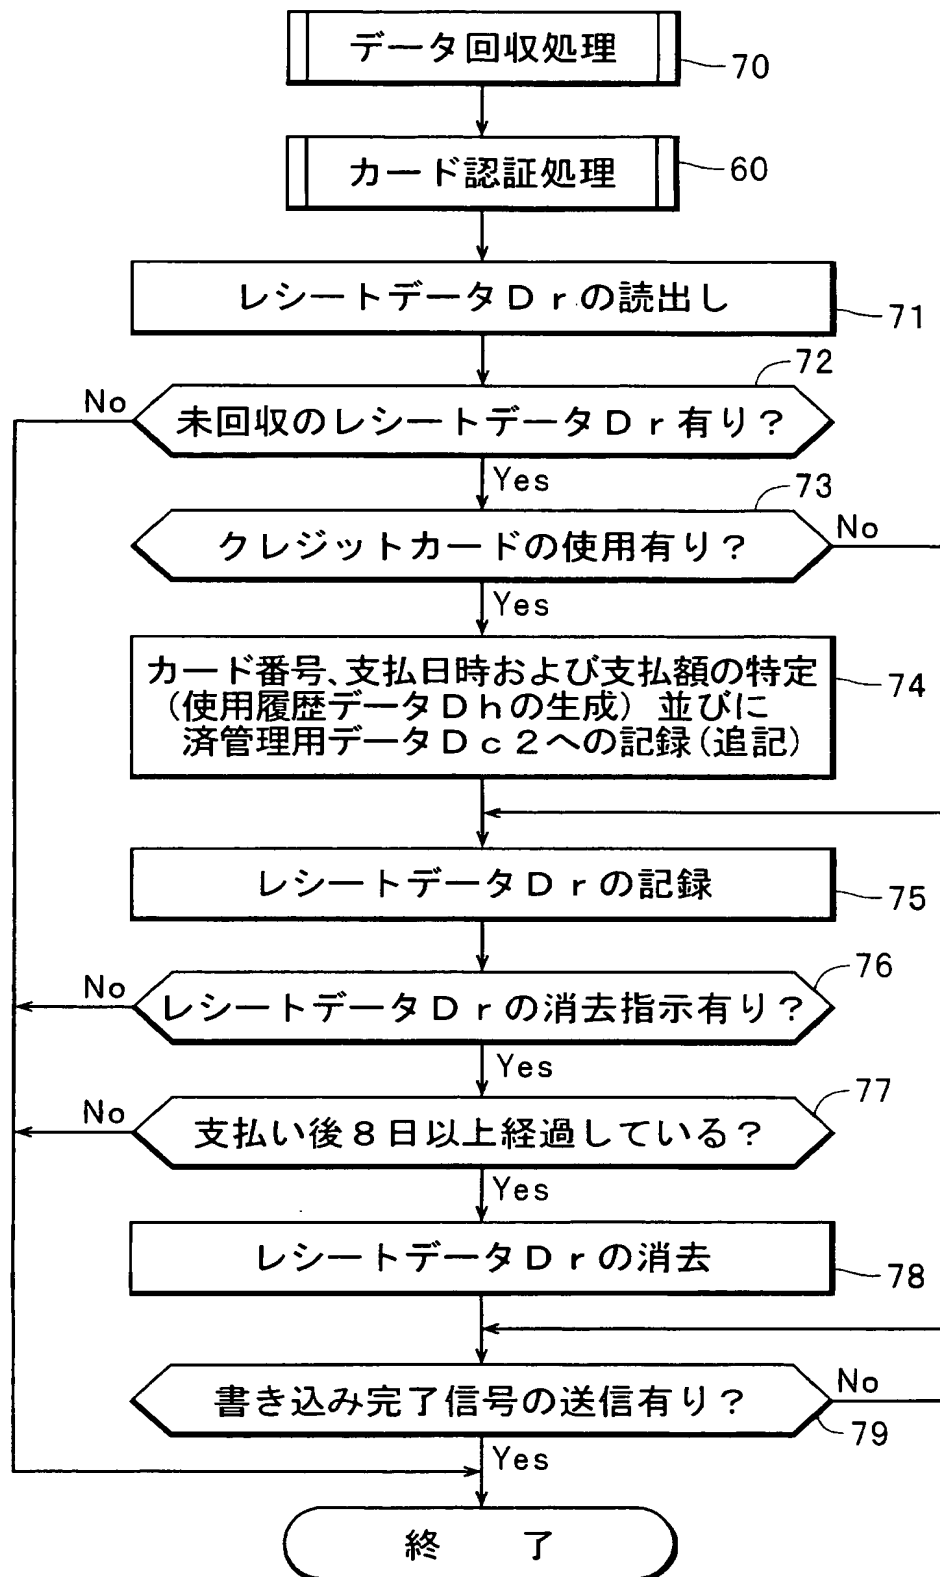 データ回収処理
70
カード認証処理
60
レシートデータDrの読出し
71
72
No
未回収のレシートデータDr有り?
Yes
73
クレジットカードの使用有り?
No
Yes
カード番号、支払日時および支払額の特定
(使用履歴データDhの生成) 並びに
済管理用データDc2への記録(追記)
74
レシートデータDrの記録
75
76
No
レシートデータDrの消去指示有り?
Yes
77
No
支払い後8日以上経過している?
Yes
レシートデータDrの消去
78
書き込み完了信号の送信有り?
No
79
Yes
終 了